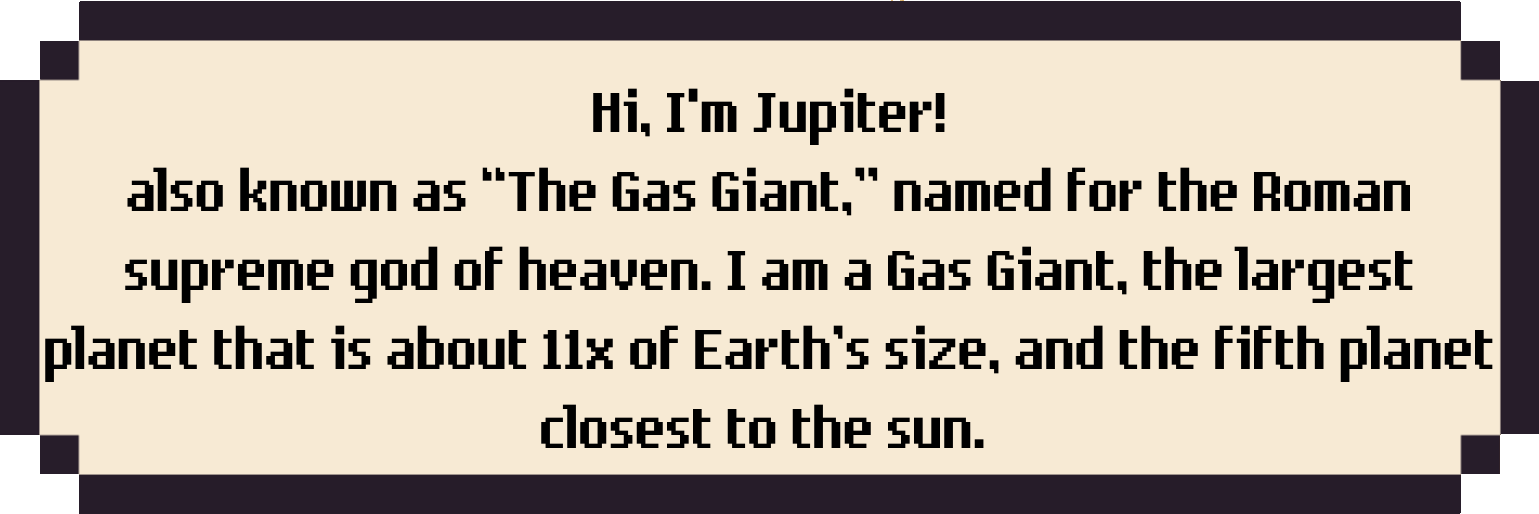 Hi, I'm Jupiter!
also known as “The Gas Giant,” named for the Roman
supreme god of heaven. I am a Gas Giant, the largest
planet that is about 11x of Earth's size, and the fifth planet
closest to the sun.